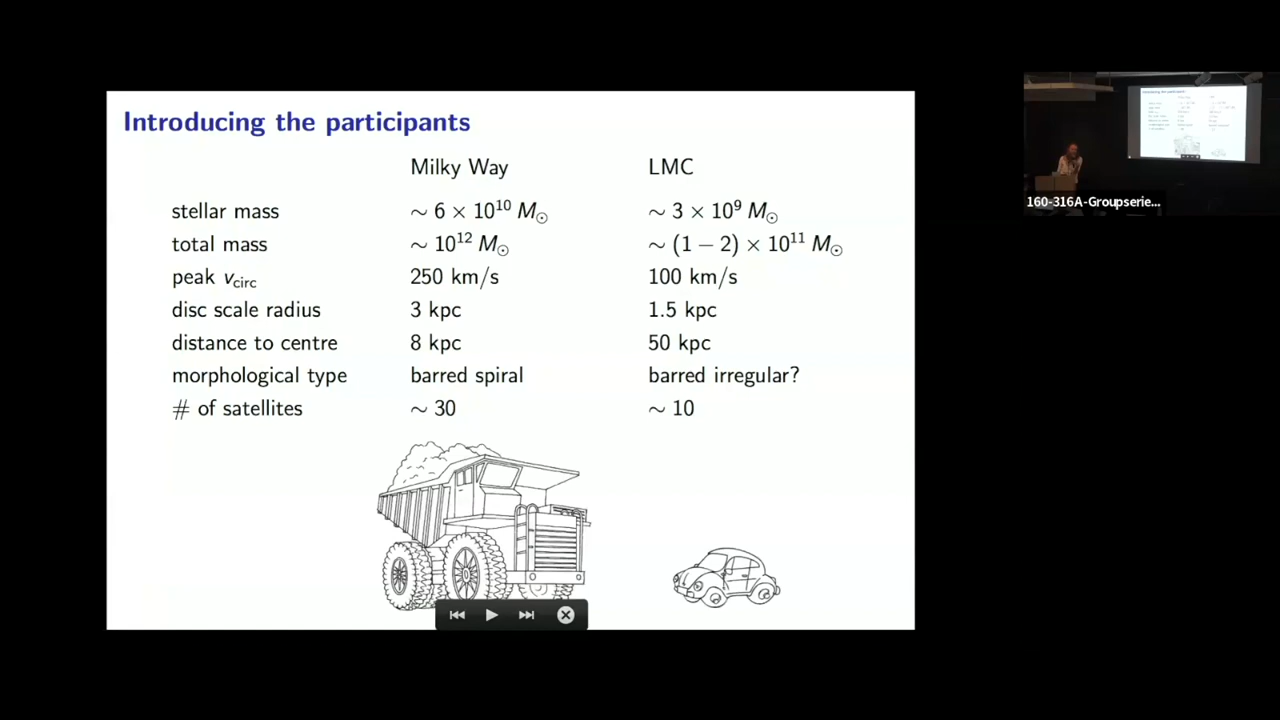 Introducing the participants
Milky Way LMC
stellar mass ∼ 6 × 10¹⁰ M⊙ ∼ 3 × 10⁹ M⊙
total mass ∼ 10¹² M⊙ ∼ (1 − 2) × 10¹¹ M⊙
peak v_circ 250 km/s 100 km/s
disc scale radius 3 kpc 1.5 kpc
distance to centre 8 kpc 50 kpc
morphological type barred spiral barred irregular?
# of satellites ∼ 30 ∼ 10
160-316A-Groupserie...